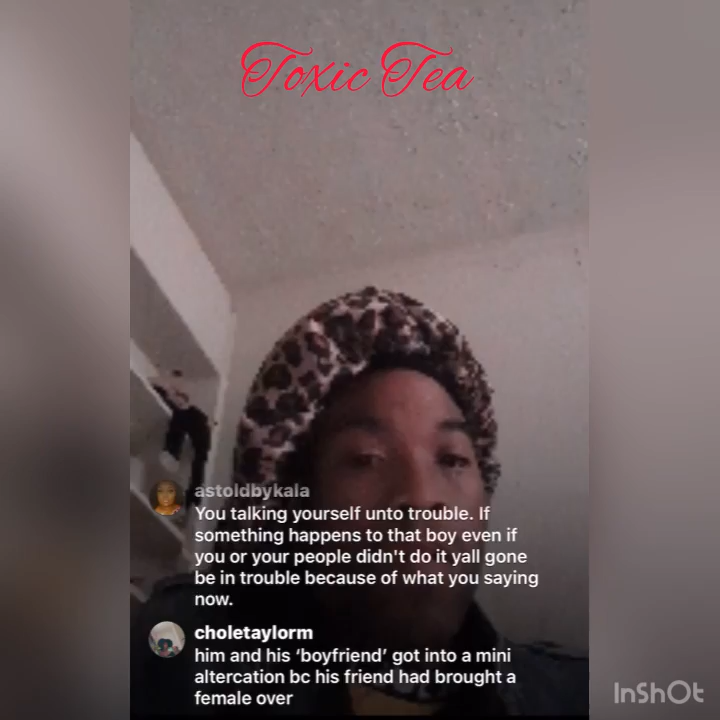 Toxic Tea
astoldbykala
You talking yourself unto trouble. If
something happens to that boy even if
you or your people didn't do it yall gone
be in trouble because of what you saying
now.
choletaylorm
him and his ‘boyfriend’ got into a mini
altercation bc his friend had brought a
female over
InShOt